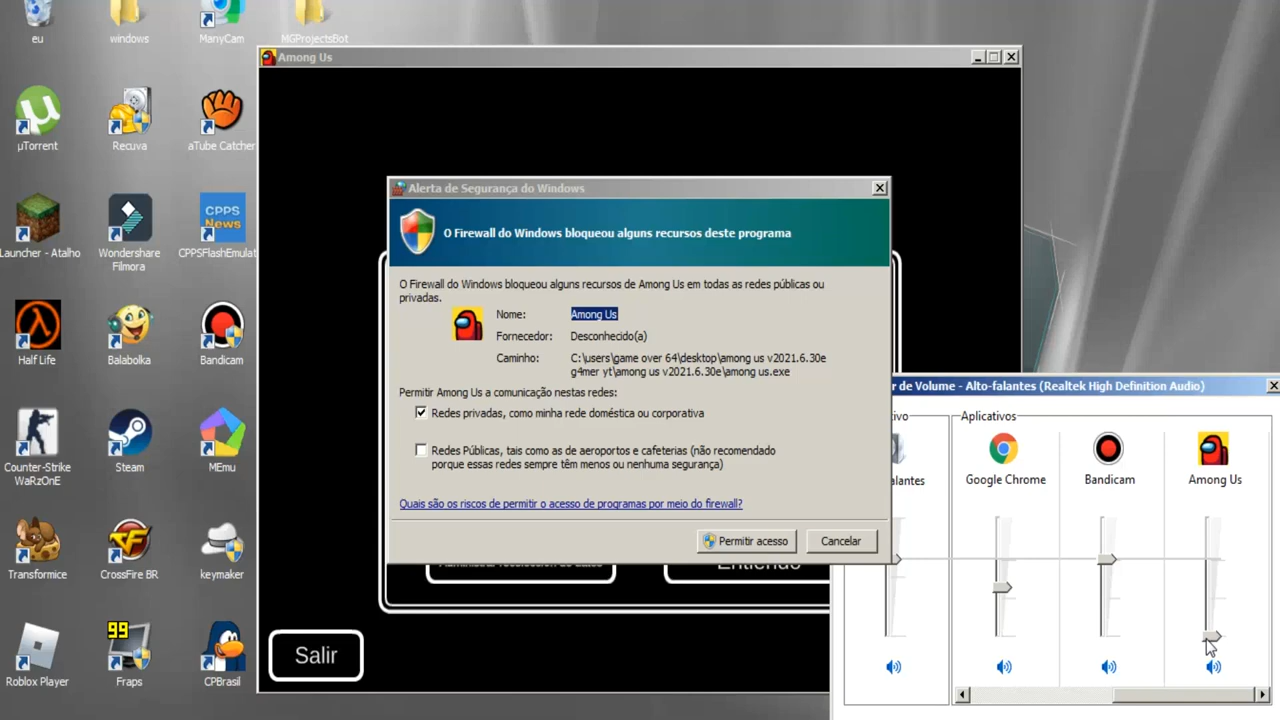 eu
windows
ManyCam
MGProjectsBot
µTorrent
Recuva
aTube Catcher
Launcher - Atalho
Wondershare
Filmora
CPPS
News
CPPSFlashEmulat
Half Life
Balabolka
Bandicam
Counter-Strike
WaRzOnE
Steam
MEmu
Transformice
CrossFire BR
keymaker
99
Roblox Player
Fraps
CPBrasil
Among Us
Alerta de Segurança do Windows
O Firewall do Windows bloqueou alguns recursos deste programa
O Firewall do Windows bloqueou alguns recursos de Among Us em todas as redes públicas ou
privadas.
Nome: Among Us
Fornecedor: Desconhecido(a)
Caminho: C:\users\game over 64\desktop\among us v2021.6.30e
g4mer yt\among us v2021.6.30e\among us.exe
Permitir Among Us a comunicação nestas redes:
Redes privadas, como minha rede doméstica ou corporativa
Redes Públicas, tais como as de aeroportos e cafeterias (não recomendado
porque essas redes sempre têm menos ou nenhuma segurança)
Quais são os riscos de permitir o acesso de programas por meio do firewall?
Permitir acesso
Cancelar
Entiendo
Salir
r de Volume - Alto-falantes (Realtek High Definition Audio)
ivo
Aplicativos
alantes
Google Chrome
Bandicam
Among Us